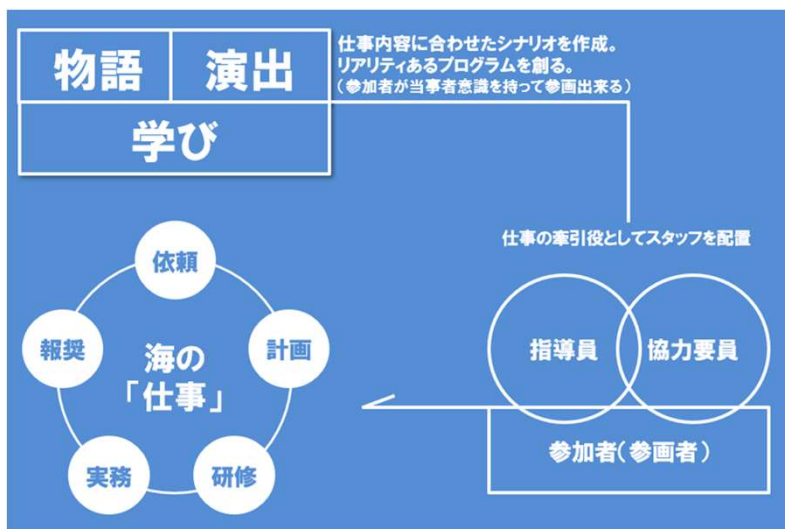 物語
演出
学び
仕事内容に合わせたシナリオを作成。
リアリティあるプログラムを創る。
（参加者が当事者意識を持って参画出来る）
仕事の牽引役としてスタッフを配置
依頼
計画
研修
実務
報奨
海の
「仕事」
指導員
協力要員
参加者（参画者）